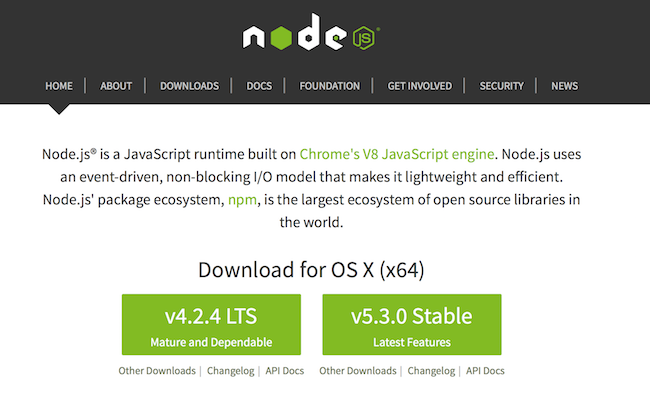 node JS®
HOME | ABOUT | DOWNLOADS | DOCS | FOUNDATION | GET INVOLVED | SECURITY | NEWS
Node.js® is a JavaScript runtime built on Chrome's V8 JavaScript engine. Node.js uses
an event-driven, non-blocking I/O model that makes it lightweight and efficient.
Node.js' package ecosystem, npm, is the largest ecosystem of open source libraries in
the world.
Download for OS X (x64)
v4.2.4 LTS
Mature and Dependable
v5.3.0 Stable
Latest Features
Other Downloads | Changelog | API Docs
Other Downloads | Changelog | API Docs